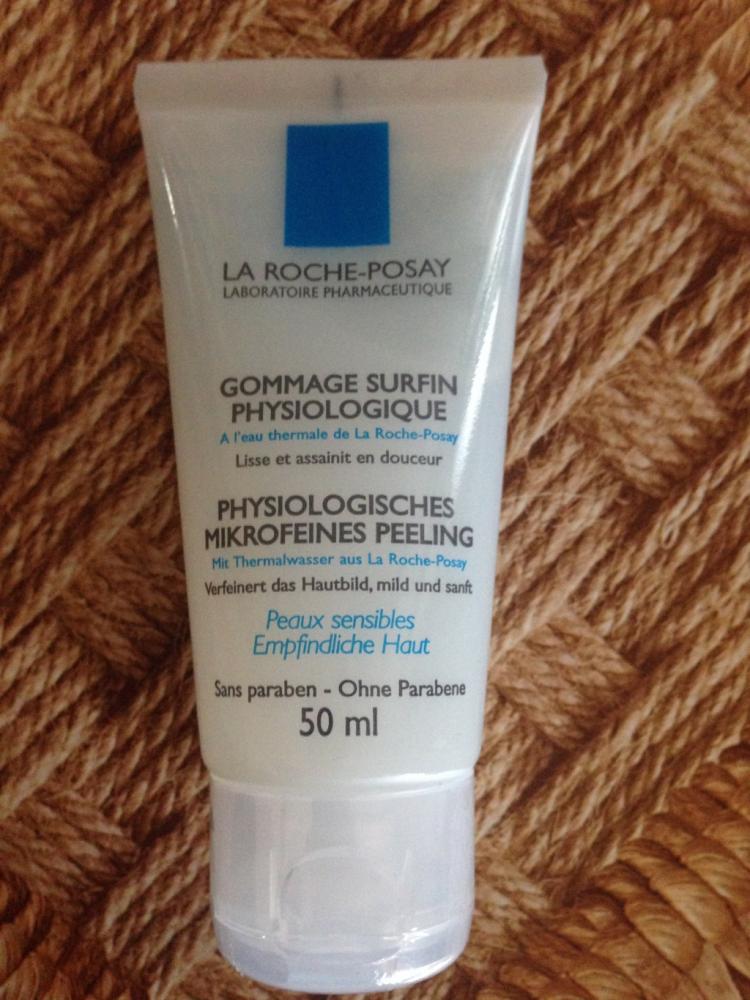 LA ROCHE-POSAY
LABORATOIRE PHARMACEUTIQUE
GOMMAGE SURFIN
PHYSIOLOGIQUE
A l'eau thermale de La Roche-Posay
Lisse et assainit en douceur
PHYSIOLOGISCHES
MIKROFEINES PEELING
Mit Thermalwasser aus La Roche-Posay
Verfeinert das Hautbild, mild und sanft
Peaux sensibles
Empfindliche Haut
Sans paraben - Ohne Parabene
50 ml